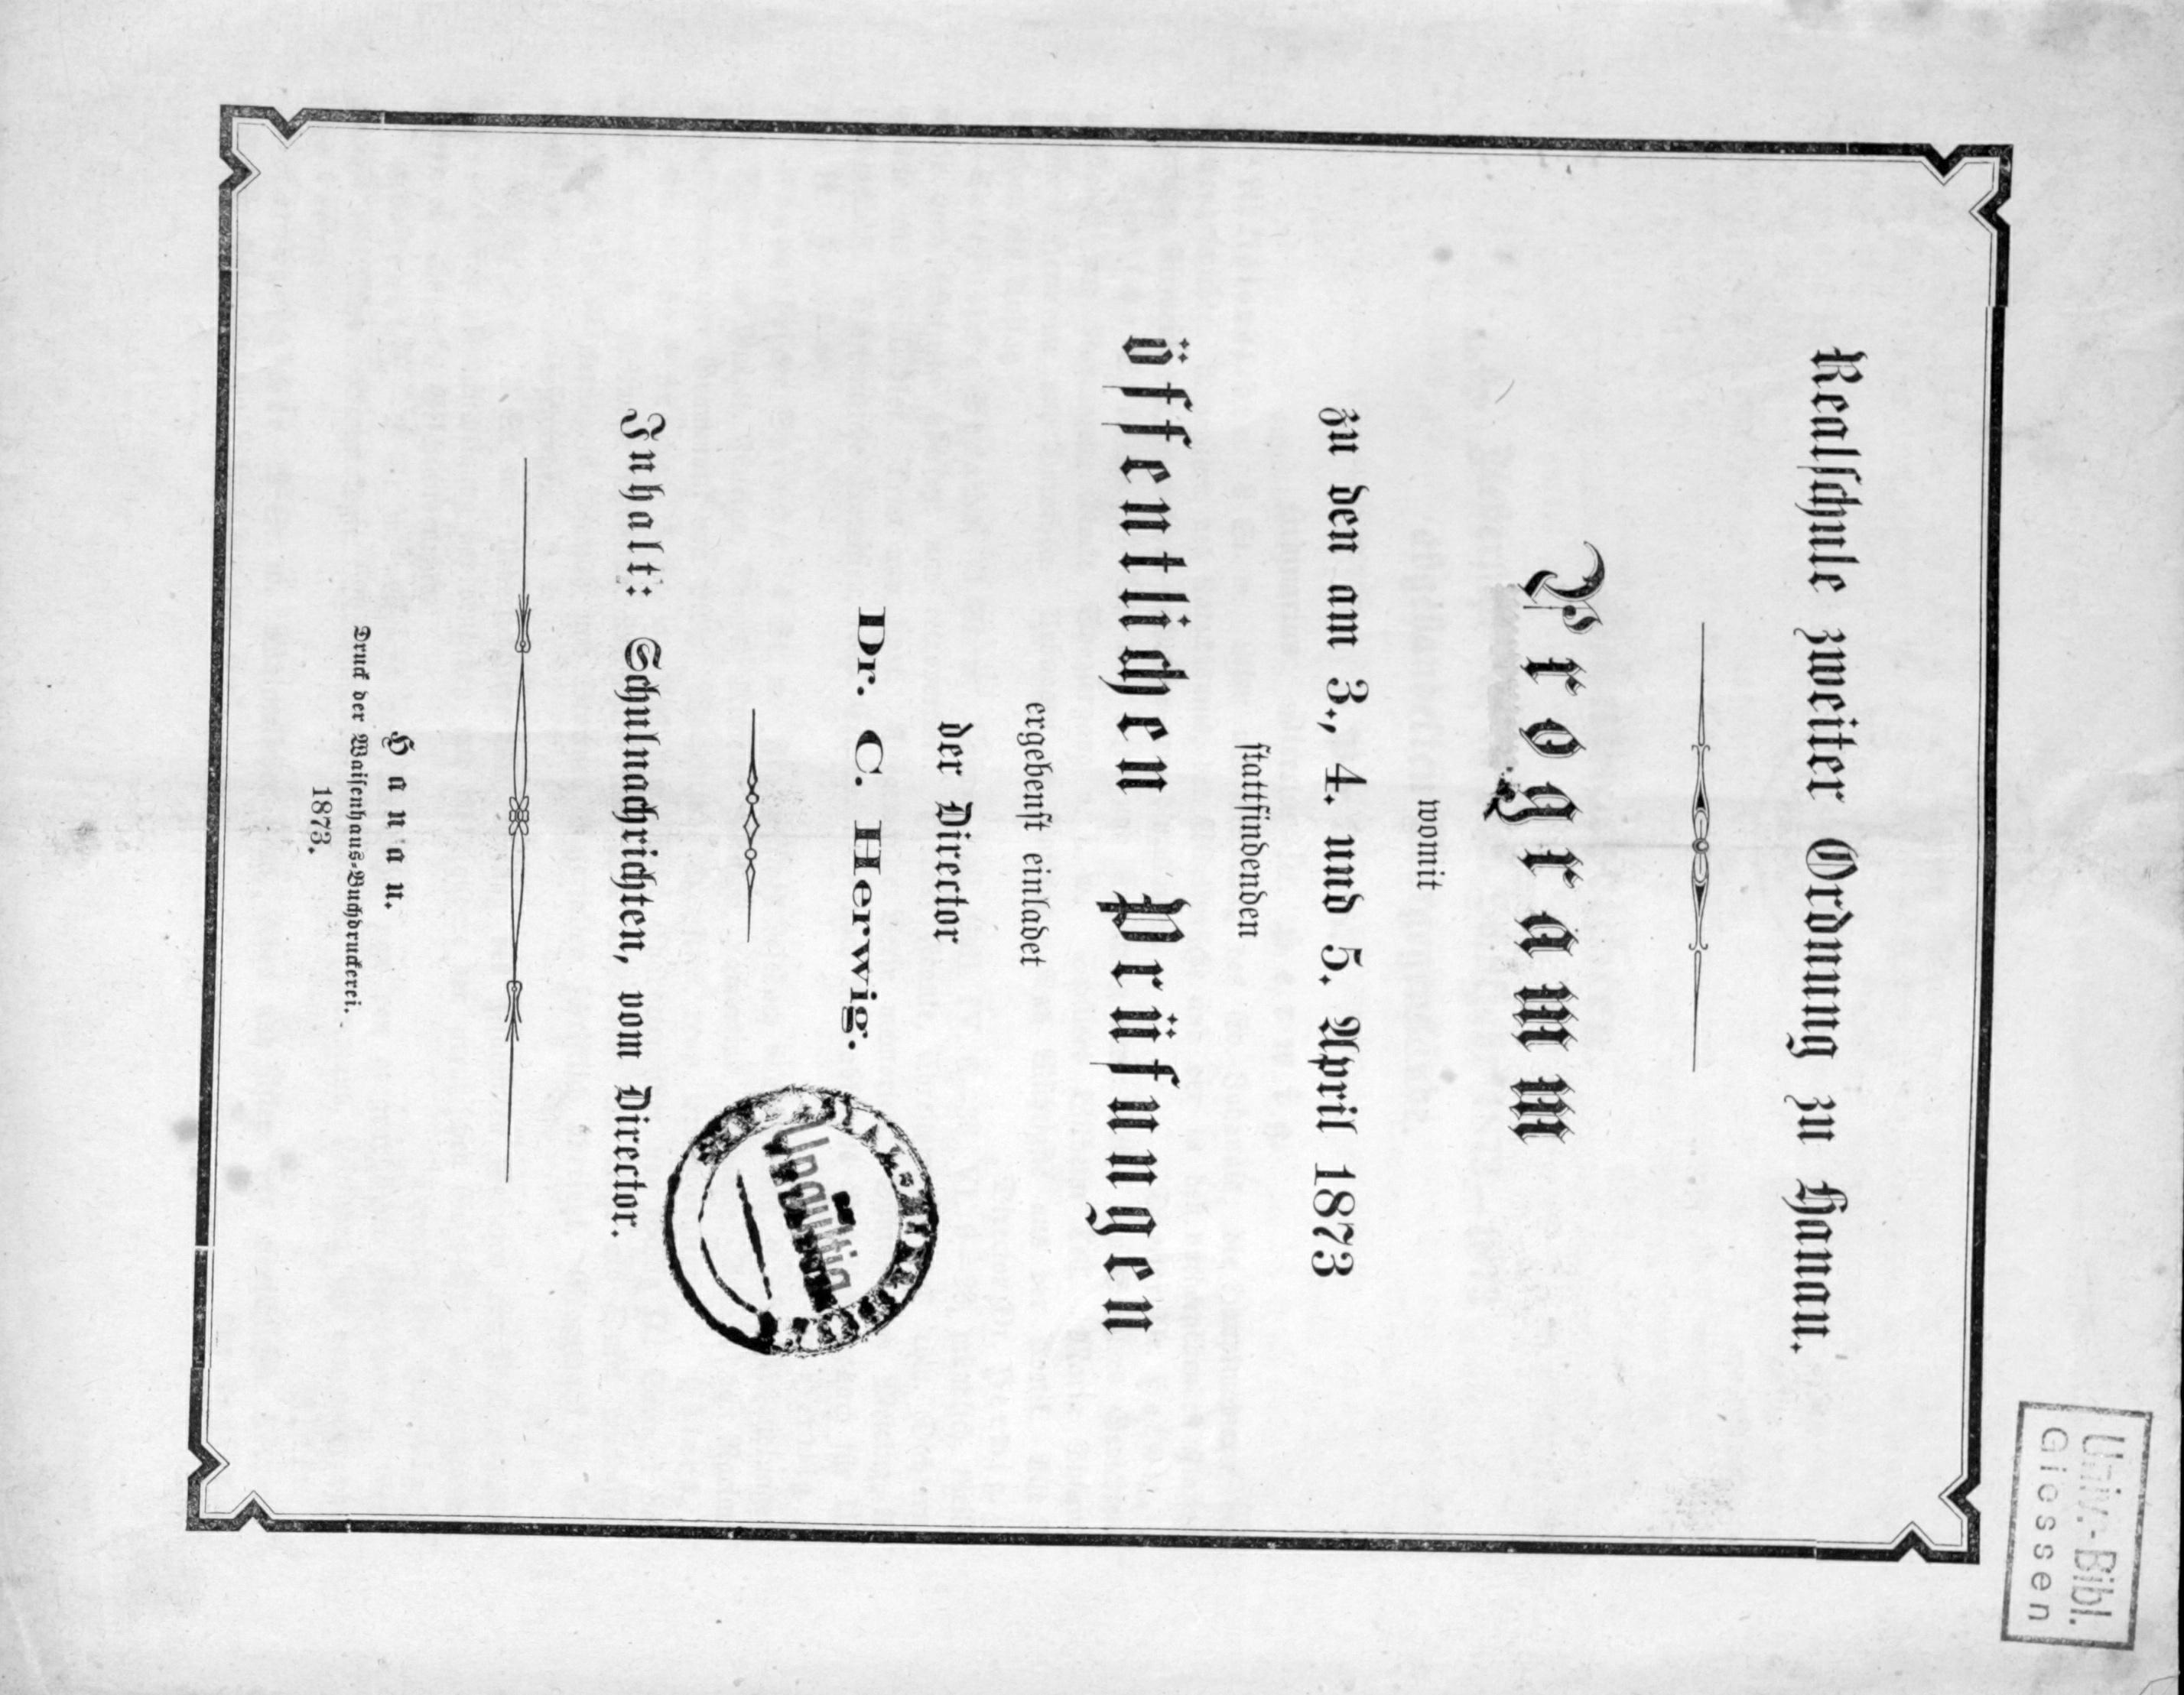 Univ.-Bibl.
Giessen
Realschule zweiter Ordnung zu Hanau.
Programm
womit
zu den am 3., 4. und 5. April 1873
stattfindenden
öffentlichen Prüfungen
ergebenst einladet
der Director
Dr. C. Herwig.
Ungültig
Inhalt: Schulnachrichten, vom Director.
Hanau.
Druck der Waisenhaus-Buchdruckerei.
1873.